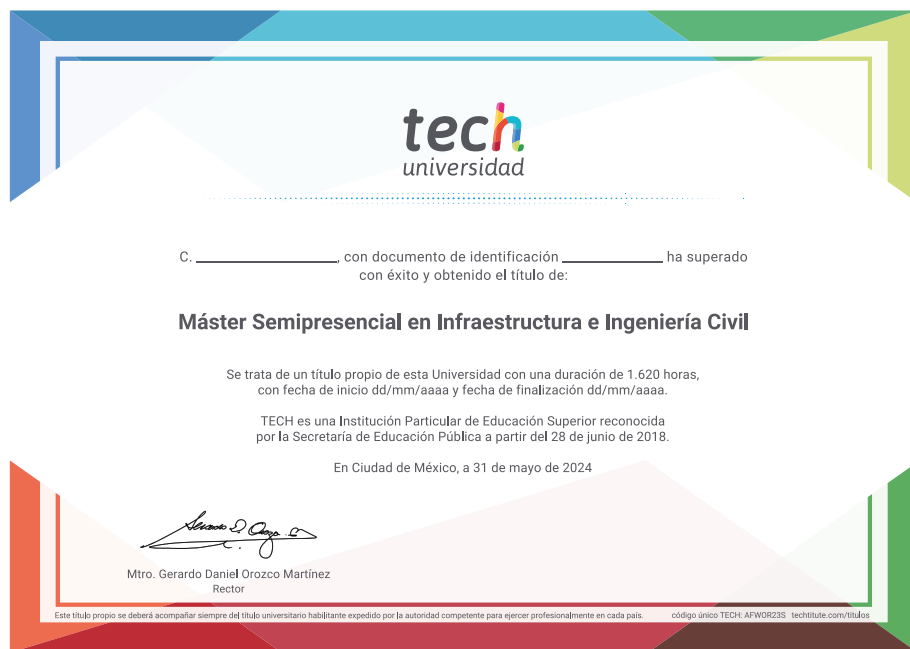 tech
universidad
C. ___________________, con documento de identificación ______________ ha superado
con éxito y obtenido el título de:
Máster Semipresencial en Infraestructura e Ingeniería Civil
Se trata de un título propio de esta Universidad con una duración de 1.620 horas,
con fecha de inicio dd/mm/aaaa y fecha de finalización dd/mm/aaaa.
TECH es una Institución Particular de Educación Superior reconocida
por la Secretaría de Educación Pública a partir del 28 de junio de 2018.
En Ciudad de México, a 31 de mayo de 2024
Mtro. Gerardo Daniel Orozco Martínez
Rector
Este título propio se deberá acompañar siempre del título universitario habilitante expedido por la autoridad competente para ejercer profesionalmente en cada país. código único TECH: AFWOR23S techtitute.com/titulos